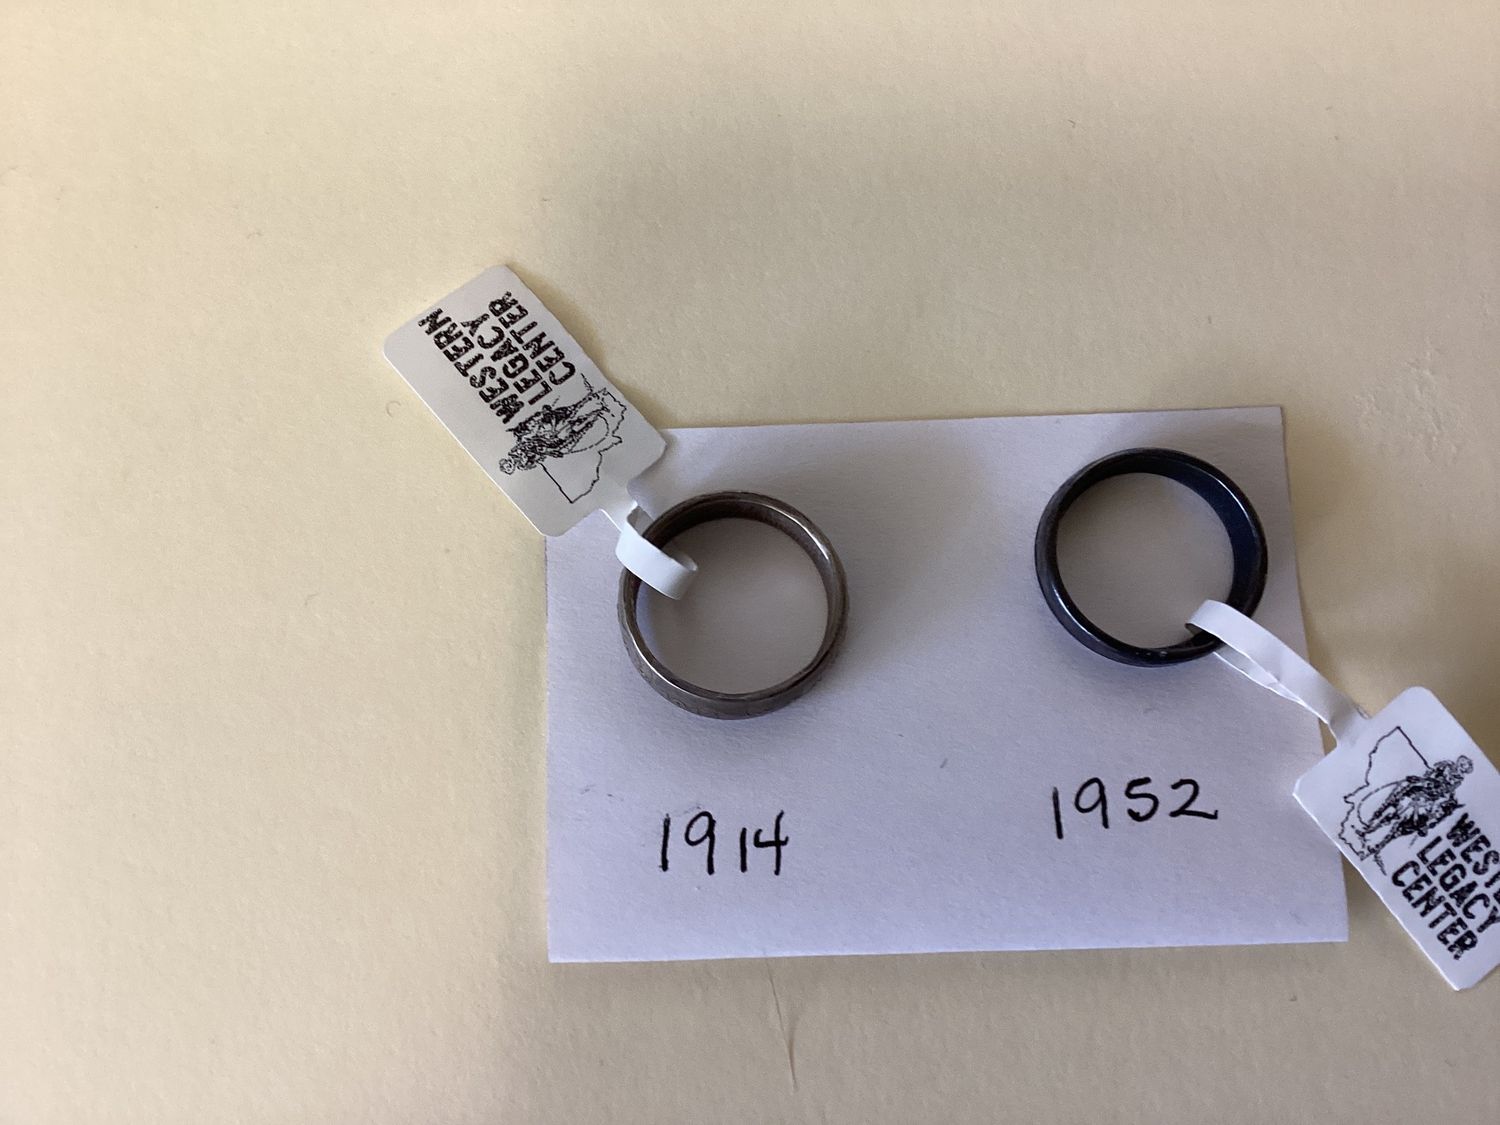 WESTERN
LEGACY
CENTER
1914
1952
LEGACY
CENTER